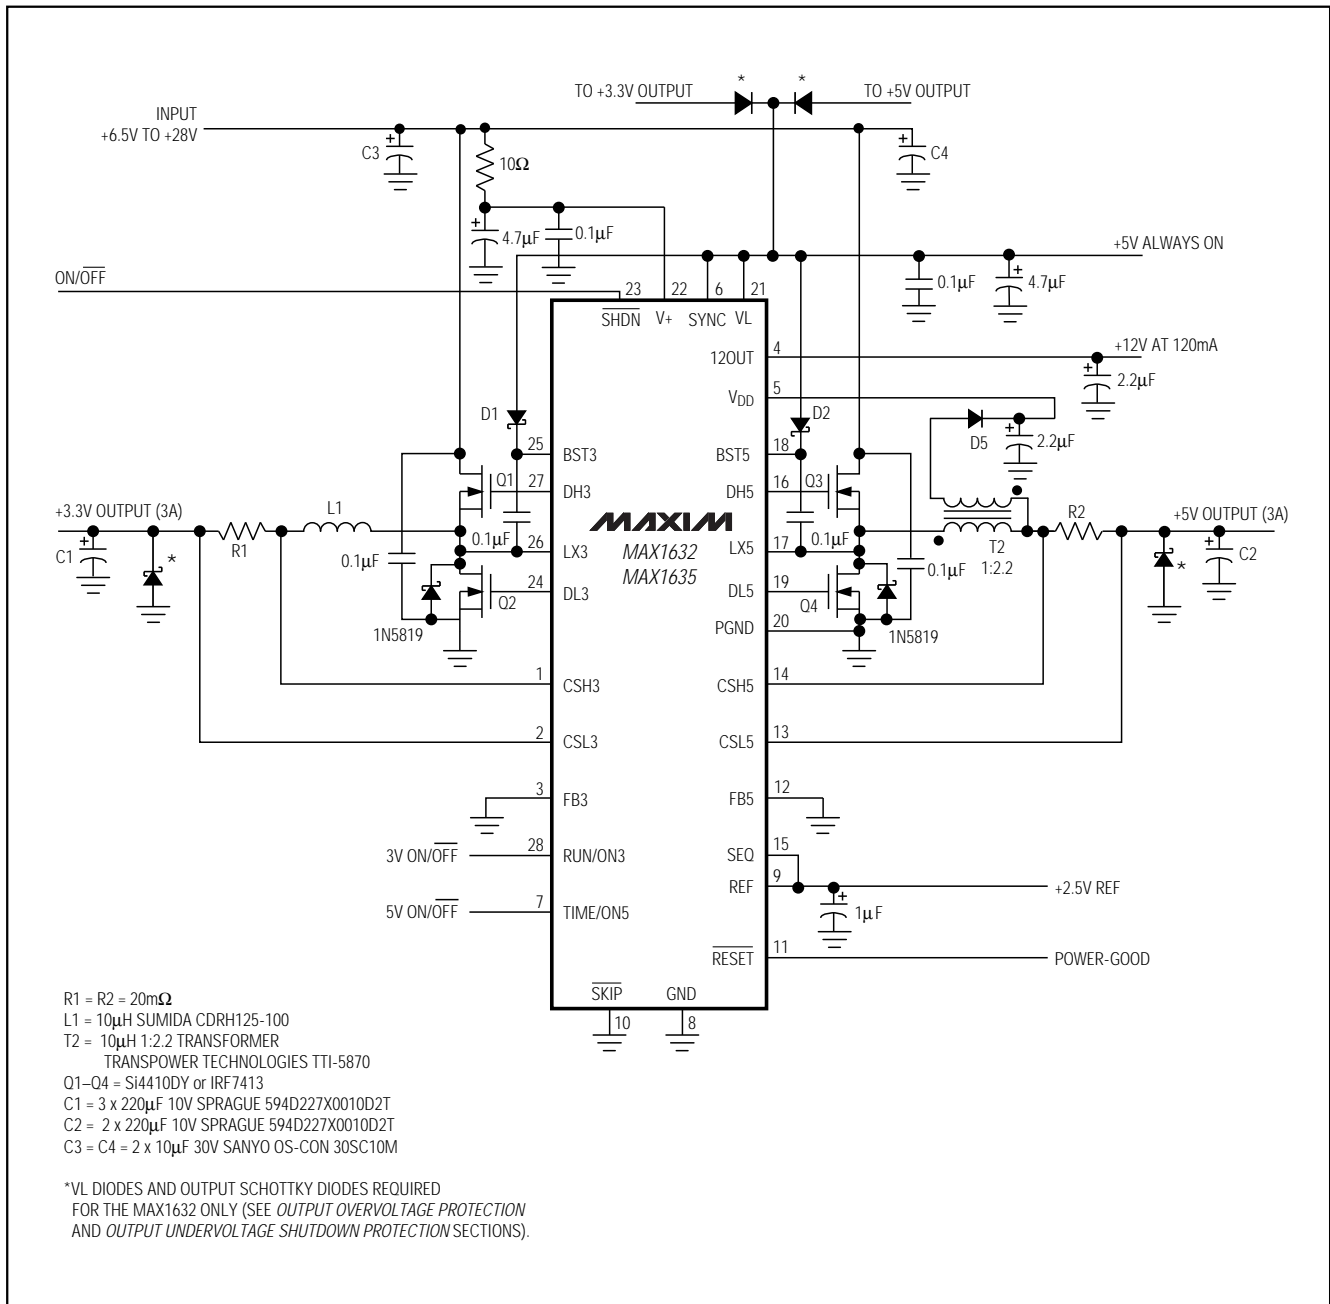 TO +3.3V OUTPUT
*
*
TO +5V OUTPUT
INPUT
+6.5V TO +28V
C3
+
10Ω
+
C4
+
4.7μF
0.1μF
+5V ALWAYS ON
ON/OFF
23
22
6
21
0.1μF
+
4.7μF
SHDN
V+
SYNC
VL
12OUT
4
+12V AT 120mA
+
2.2μF
VDD
5
D1
D2
D5
+
2.2μF
25
BST3
BST5
18
Q1
27
DH3
DH5
16
Q3
+3.3V OUTPUT (3A)
L1
MAXIM
R2
+5V OUTPUT (3A)
+
C1
*
R1
0.1μF
0.1μF
26
LX3
MAX1632
MAX1635
LX5
17
0.1μF
0.1μF
T2
1:2.2
*
+
C2
Q2
24
DL3
DL5
19
Q4
1N5819
PGND
20
1N5819
1
CSH3
CSH5
14
2
CSL3
CSL5
13
3
FB3
FB5
12
3V ON/OFF
28
RUN/ON3
SEQ
15
REF
9
+2.5V REF
5V ON/OFF
7
TIME/ON5
+
1μF
RESET
11
POWER-GOOD
SKIP
GND
10
8
R1 = R2 = 20mΩ
L1 = 10μH SUMIDA CDRH125-100
T2 = 10μH 1:2.2 TRANSFORMER
TRANSPOWER TECHNOLOGIES TTI-5870
Q1–Q4 = Si4410DY or IRF7413
C1 = 3 x 220μF 10V SPRAGUE 594D227X0010D2T
C2 = 2 x 220μF 10V SPRAGUE 594D227X0010D2T
C3 = C4 = 2 x 10μF 30V SANYO OS-CON 30SC10M
*VL DIODES AND OUTPUT SCHOTTKY DIODES REQUIRED
FOR THE MAX1632 ONLY (SEE OUTPUT OVERVOLTAGE PROTECTION
AND OUTPUT UNDERVOLTAGE SHUTDOWN PROTECTION SECTIONS).